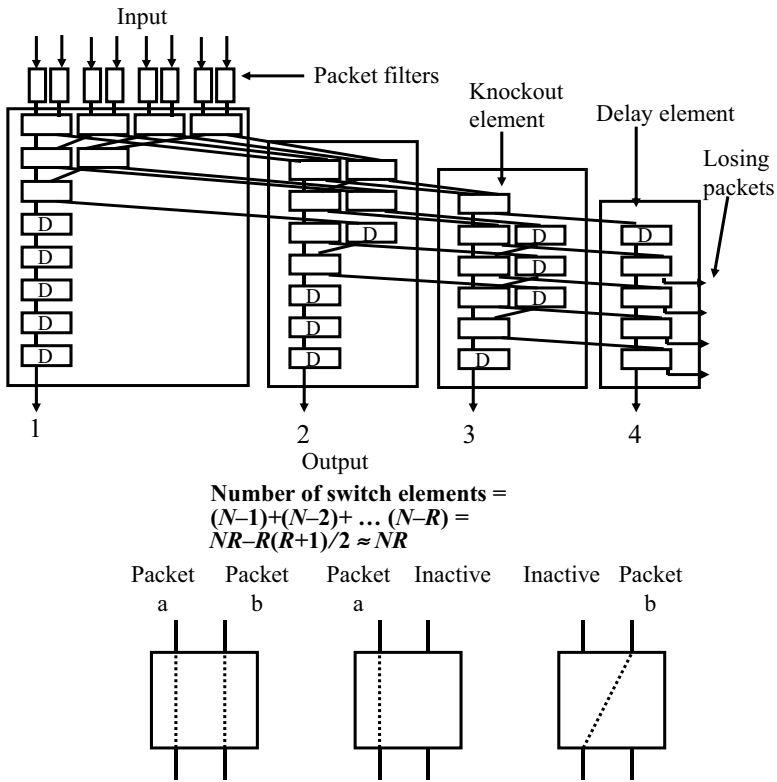 Input
Packet filters
Knockout
element
Delay element
Losing
packets
D
D
D
D
D
D
D
D
D
D
D
D
D
D
1
2
3
4
Output
Number of switch elements =
(N–1)+(N–2)+ … (N–R) =
NR–R(R+1)/2 ≈ NR
Packet a
Packet b
Packet a
Inactive
Inactive
Packet b